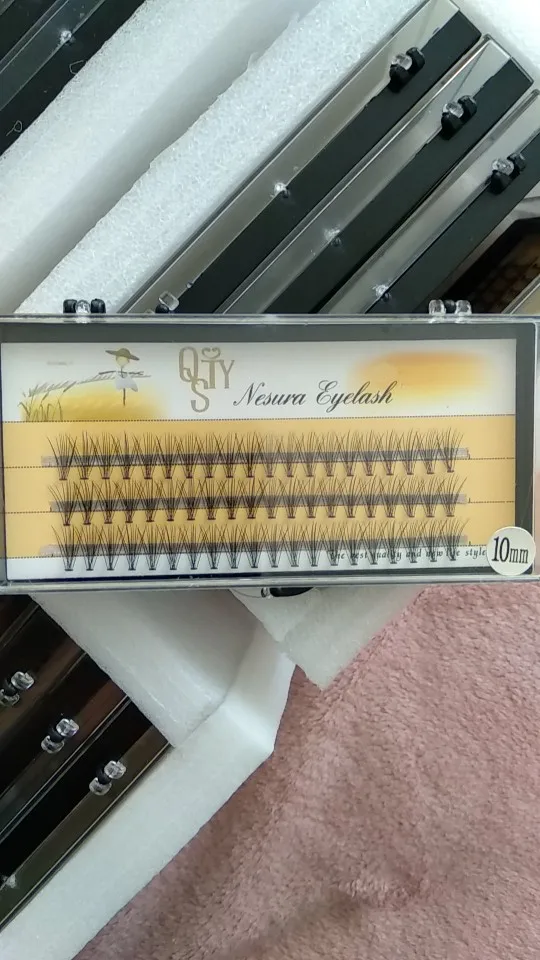 QSTY
Nesura Eyelash
The best quality and new life style
10mm